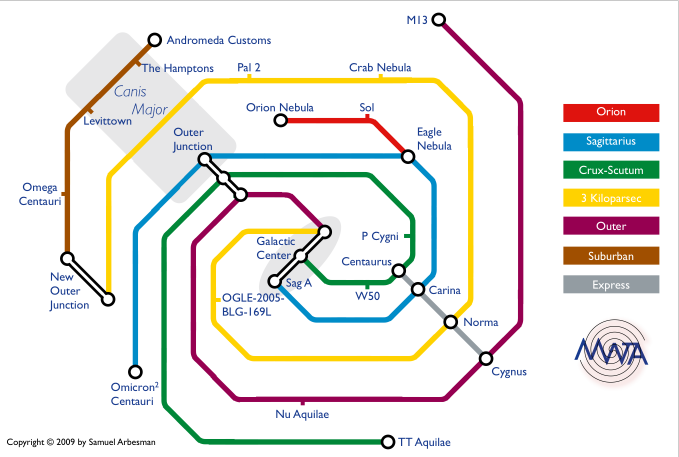 M13
Andromeda Customs
The Hamptons
Pal 2
Crab Nebula
Canis
Major
Levittown
Orion Nebula
Sol
Orion
Outer
Junction
Eagle
Nebula
Sagittarius
Crux-Scutum
Omega
Centauri
3 Kiloparsec
Outer
P Cygni
Galactic
Center
Centaurus
Suburban
New
Outer
Junction
Sag A
W50
Carina
Express
OGLE-2005-
BLG-169L
Norma
MWTA
Cygnus
Omicron²
Centauri
Nu Aquilae
Copyright © 2009 by Samuel Arbesman
TT Aquilae